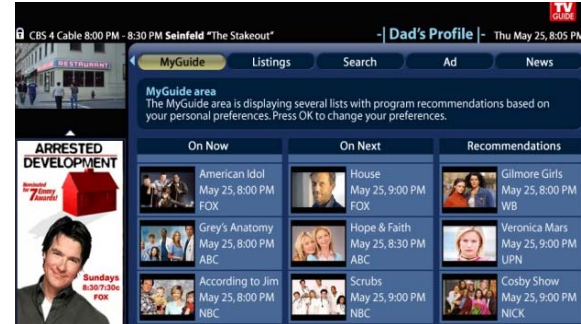 TV
GUIDE
CBS 4 Cable 8:00 PM - 8:30 PM Seinfeld "The Stakeout"
-| Dad's Profile |-
Thu May 25, 8:05 PM
RESTAURANT
MyGuide
Listings
Search
Ad
News
MyGuide area
The MyGuide area is displaying several lists with program recommendations based on
your personal preferences. Press OK to change your preferences.
ARRESTED
DEVELOPMENT
Nominated
for 7 Emmy
Awards!
Sundays
8:30/7:30c
FOX
On Now
American Idol
May 25, 8:00 PM
FOX
Grey's Anatomy
May 25, 8:00 PM
ABC
According to Jim
May 25, 8:00 PM
NBC
On Next
House
May 25, 9:00 PM
FOX
Hope & Faith
May 25, 8:30 PM
ABC
Scrubs
May 25, 9:00 PM
NBC
Recommendations
Gilmore Girls
May 25, 8:00 PM
WB
Veronica Mars
May 25, 9:00 PM
UPN
Cosby Show
May 25, 9:00 PM
NICK